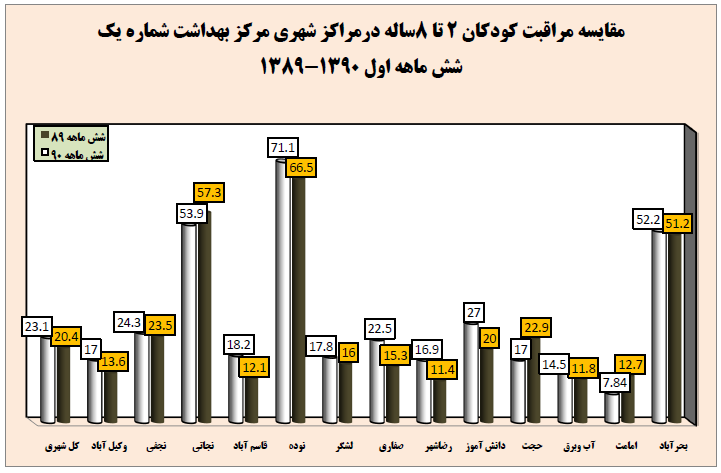 مقایسه مراقبت کودکان ۲ تا ۸ساله درمراکز شهری مرکز بهداشت شماره یک
شش ماهه اول ۱۳۹۰-۱۳۸۹
شش ماهه ۸۹
شش ماهه ۹۰
23.1 20.4 17 13.6 24.3 23.5 53.9 57.3 18.2 12.1 71.1 66.5 17.8 16 22.5 15.3 16.9 11.4 27 20 17 22.9 14.5 11.8 7.84 12.7 52.2 51.2
کل شهری وکیل آباد نجفی نجاتی قاسم آباد نوده لشگر صفاری رضاشهر دانش آموز حجت آب وبرق امامت بحرآباد